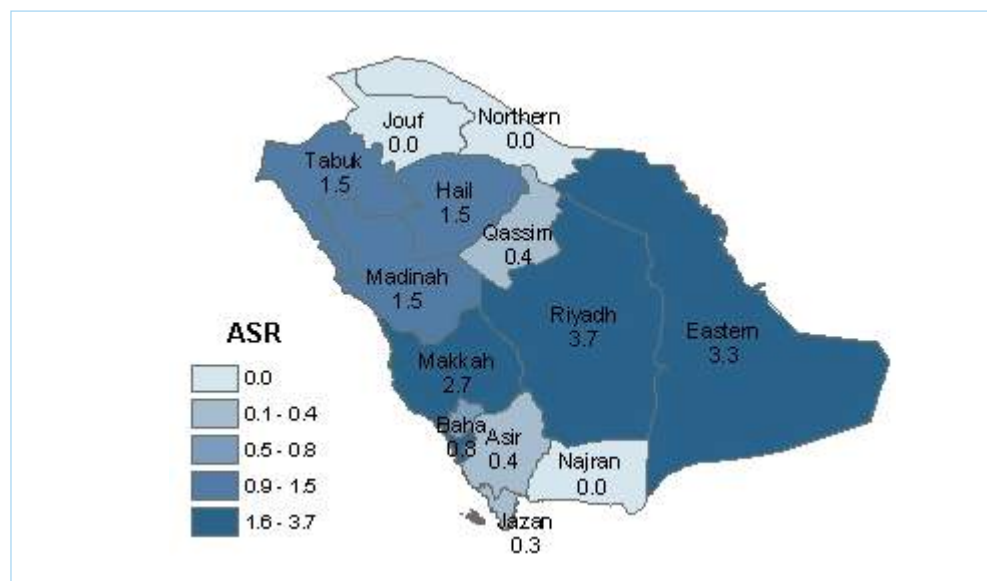 Jouf
0.0
Northern
0.0
Tabuk
1.5
Hail
1.5
Qassim
0.4
Madinah
1.5
Riyadh
3.7
Eastern
3.3
Makkah
2.7
Baha
0.8
Asir
0.4
Najran
0.0
Jazan
0.3
ASR
0.0
0.1 - 0.4
0.5 - 0.8
0.9 - 1.5
1.6 - 3.7